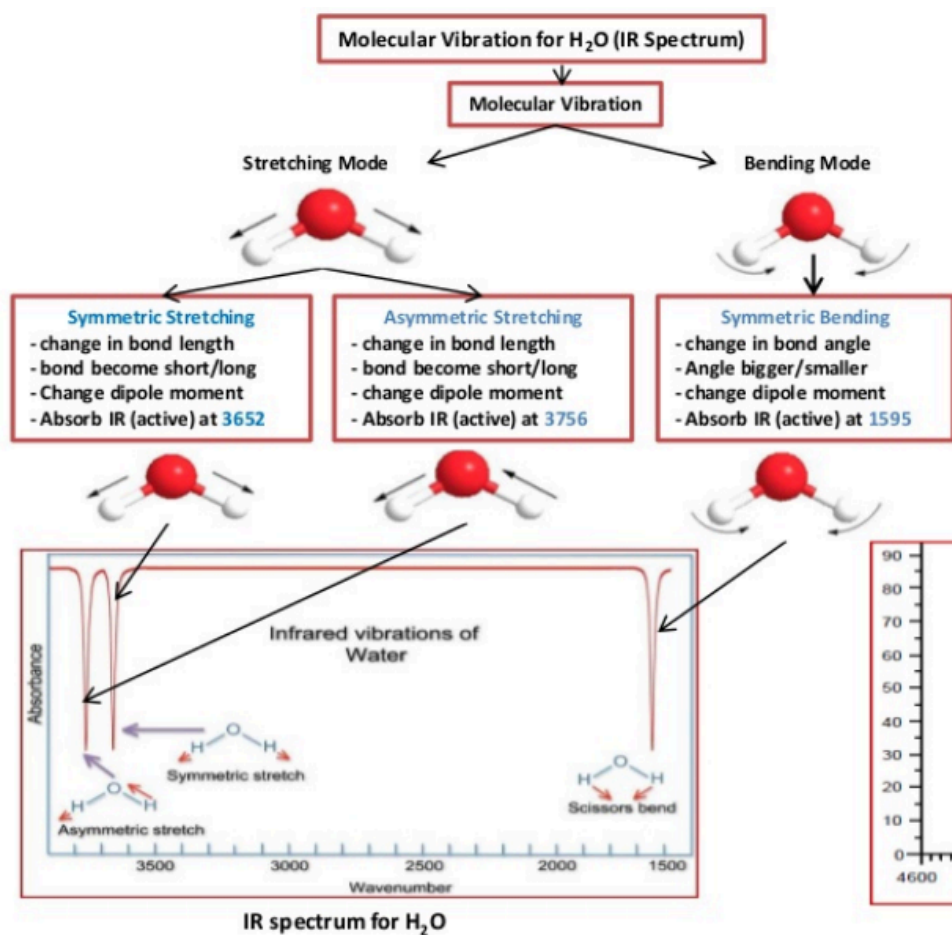 Molecular Vibration for H₂O (IR Spectrum)
Molecular Vibration
Stretching Mode
Bending Mode
Symmetric Stretching
- change in bond length
- bond become short/long
- Change dipole moment
- Absorb IR (active) at 3652
Asymmetric Stretching
- change in bond length
- bond become short/long
- change dipole moment
- Absorb IR (active) at 3756
Symmetric Bending
- change in bond angle
- Angle bigger/smaller
- change dipole moment
- Absorb IR (active) at 1595
Absorbance
Infrared vibrations of
Water
H O H
Symmetric stretch
H O H
Asymmetric stretch
H O H
Scissors bend
3500 3000 2500 2000 1500
Wavenumber
IR spectrum for H₂O
90
80
70
60
50
40
30
20
10
0
4600